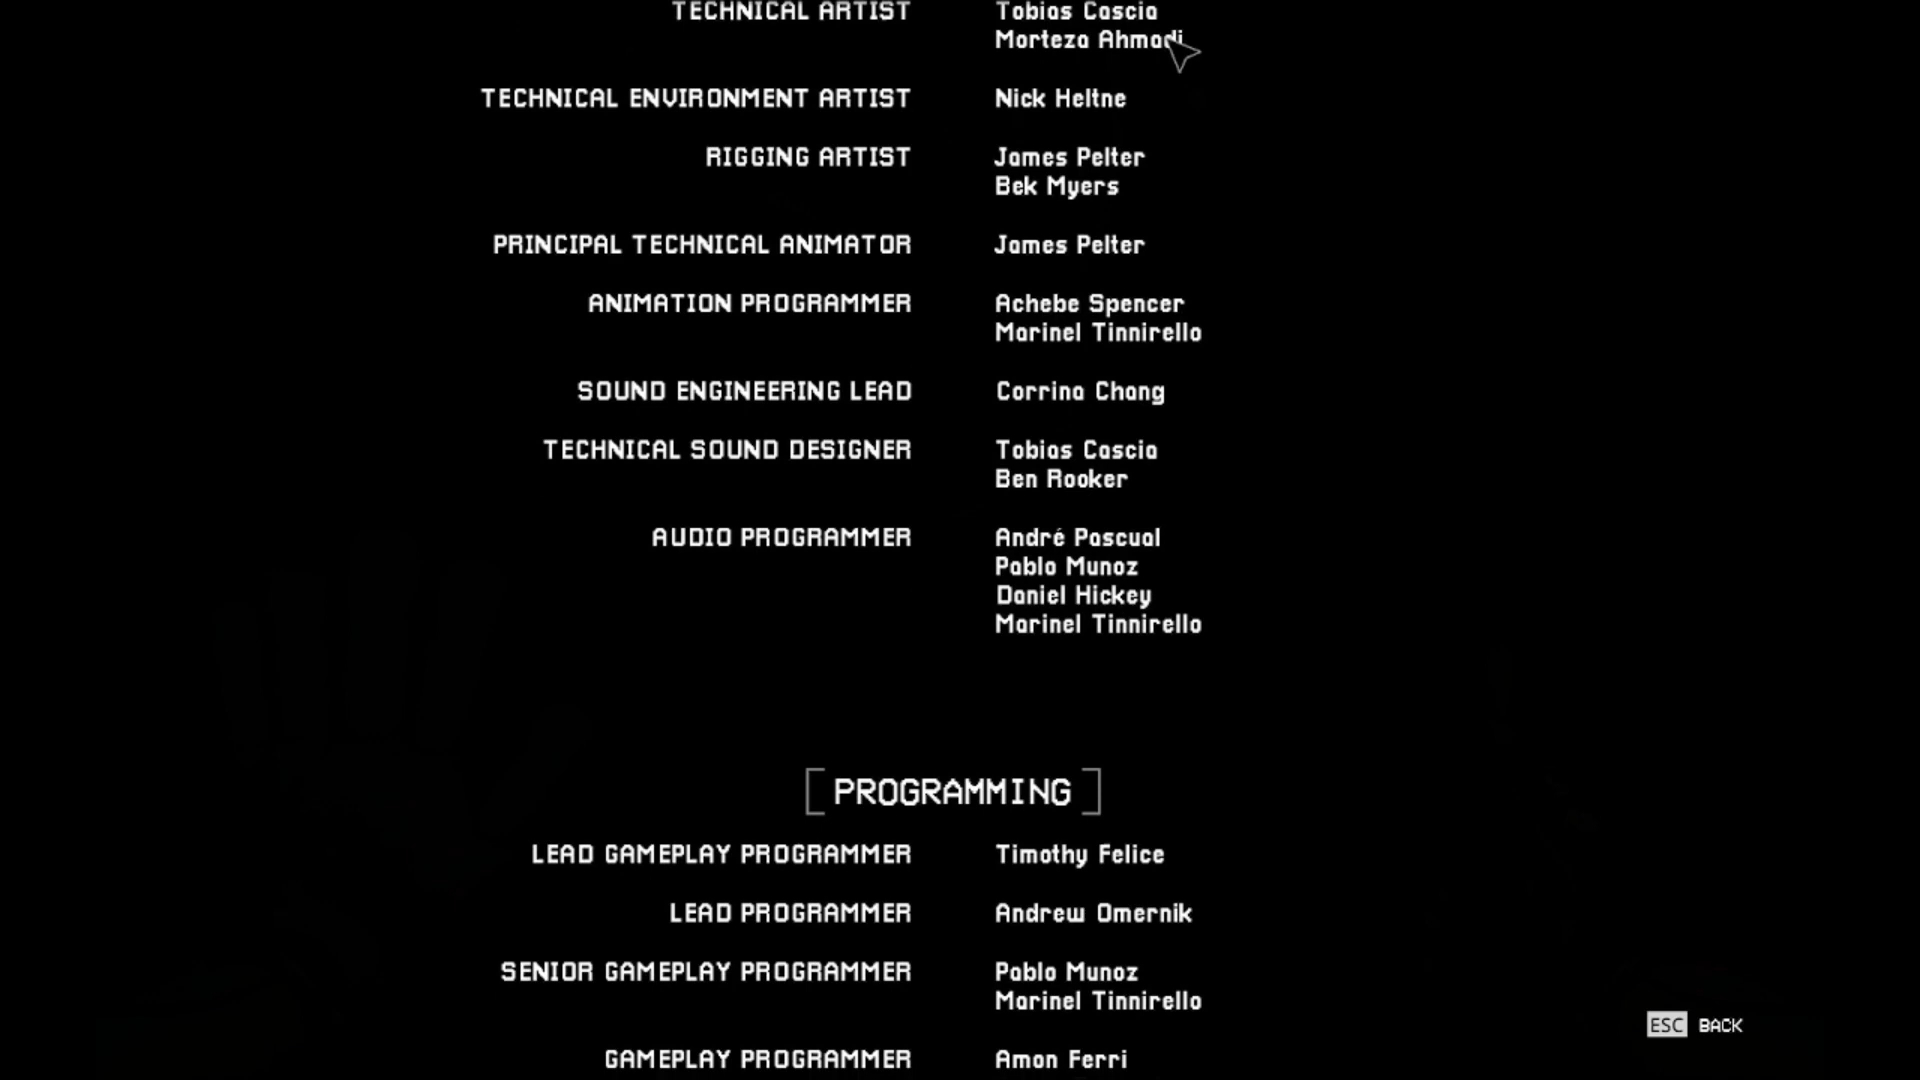 TECHNICAL ARTIST Tobias Cascia
Morteza Ahmadi
TECHNICAL ENVIRONMENT ARTIST Nick Heltne
RIGGING ARTIST James Pelter
Bek Myers
PRINCIPAL TECHNICAL ANIMATOR James Pelter
ANIMATION PROGRAMMER Achebe Spencer
Marinel Tinnirello
SOUND ENGINEERING LEAD Corrina Chang
TECHNICAL SOUND DESIGNER Tobias Cascia
Ben Rooker
AUDIO PROGRAMMER André Pascual
Pablo Munoz
Daniel Hickey
Marinel Tinnirello
[PROGRAMMING]
LEAD GAMEPLAY PROGRAMMER Timothy Felice
LEAD PROGRAMMER Andrew Omernik
SENIOR GAMEPLAY PROGRAMMER Pablo Munoz
Marinel Tinnirello
ESC BACK
GAMEPLAY PROGRAMMER Amon Ferri